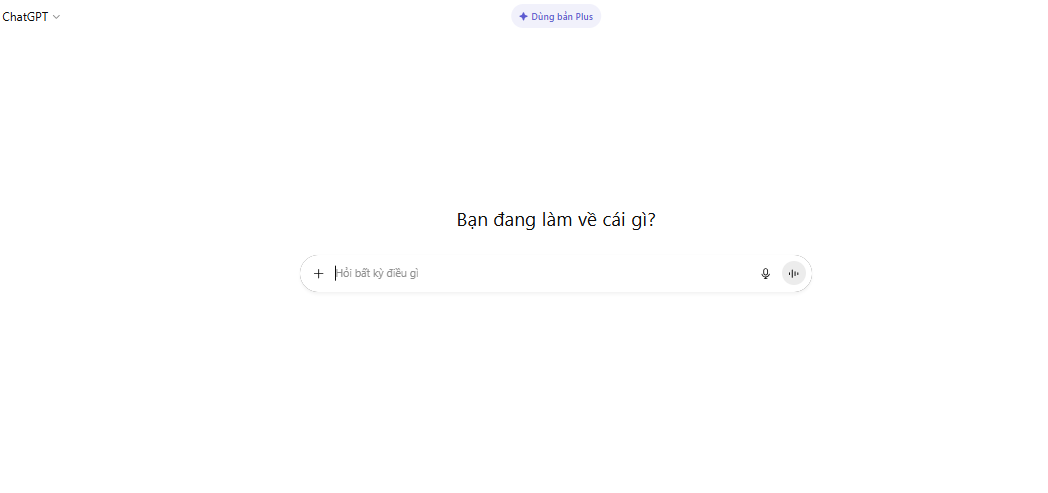 ChatGPT
Dùng bản Plus
Bạn đang làm về cái gì?
Hỏi bất kỳ điều gì